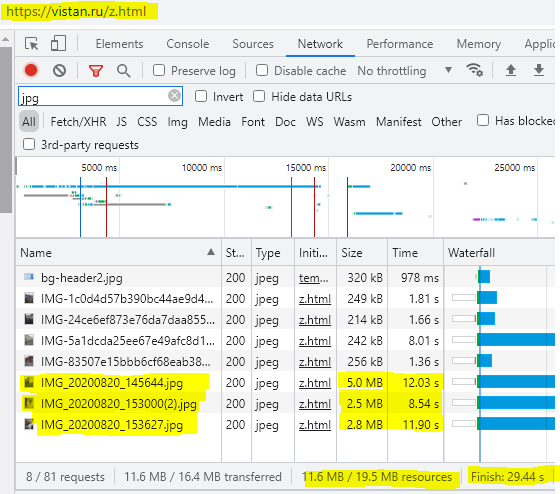 https://vistan.ru/z.html
Elements Console Sources Network Performance Memory
Preserve log Disable cache No throttling
jpg Invert Hide data URLs
All Fetch/XHR JS CSS Img Media Font Doc WS Wasm Manifest Other Has blocked
3rd-party requests
5000 ms 10000 ms 15000 ms 20000 ms 25000 ms
Name St... Type Initi... Size Time Waterfall
bg-header2.jpg 200 jpeg tem... 320 kB 978 ms
IMG-1c0d4d57b390bc44ae9d4... 200 jpeg z.html 249 kB 1.81 s
IMG-24ce6ef873e76da7daa855... 200 jpeg z.html 214 kB 1.66 s
IMG-5a1dcda25ee67e49afc8d1... 200 jpeg z.html 242 kB 8.01 s
IMG-83507e15bbb6cf68eab38... 200 jpeg z.html 256 kB 1.36 s
IMG_20200820_145644.jpg 200 jpeg z.html 5.0 MB 12.03 s
IMG_20200820_153000(2).jpg 200 jpeg z.html 2.5 MB 8.54 s
IMG_20200820_153627.jpg 200 jpeg z.html 2.8 MB 11.90 s
8 / 81 requests 11.6 MB / 16.4 MB transferred 11.6 MB / 19.5 MB resources Finish: 29.44 s